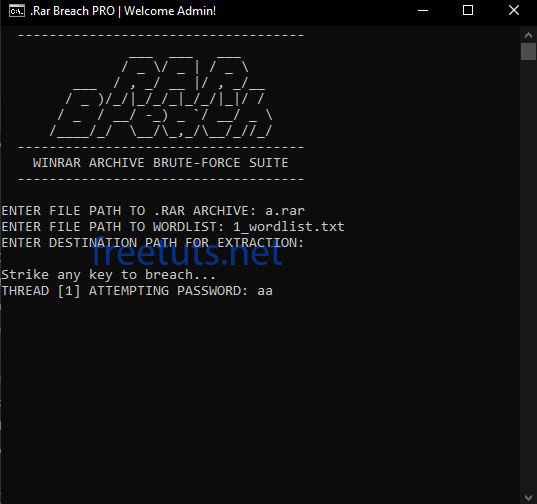 .Rar Breach PRO | Welcome Admin!
WINRAR ARCHIVE BRUTE-FORCE SUITE
ENTER FILE PATH TO .RAR ARCHIVE: a.rar
ENTER FILE PATH TO WORDLIST: 1_wordlist.txt
ENTER DESTINATION PATH FOR EXTRACTION:
freetuts.net
Strike any key to breach...
THREAD [1] ATTEMPTING PASSWORD: aa